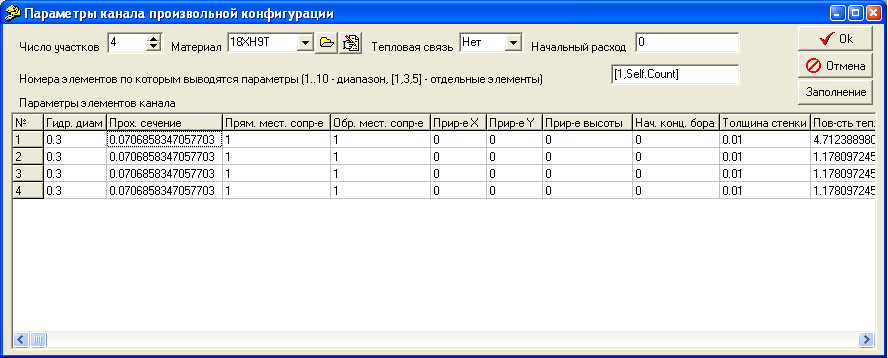 Параметры канала произвольной конфигурации
Число участков 4 Материал 18ХН9Т Тепловая связь Нет Начальный расход 0 Ok
Номера элементов по которым выводятся параметры (1..10 - диапазон, [1,3,5] - отдельные элементы) [1,Self.Count] Отмена
Параметры элементов канала Заполнение
№ Гидр. диам Прох. сечение Прям. мест. сопр-е Обр. мест. сопр-е Прир-е X Прир-е Y Прир-е высоты Нач. конц. бора Толщина стенки Пов-сть теп.
1 0.3 0.0706858347057703 1 1 0 0 0 0 0.01 4.712388980
2 0.3 0.0706858347057703 1 1 0 0 0 0 0.01 1.178097245
3 0.3 0.0706858347057703 1 1 0 0 0 0 0.01 1.178097245
4 0.3 0.0706858347057703 1 1 0 0 0 0 0.01 1.178097245